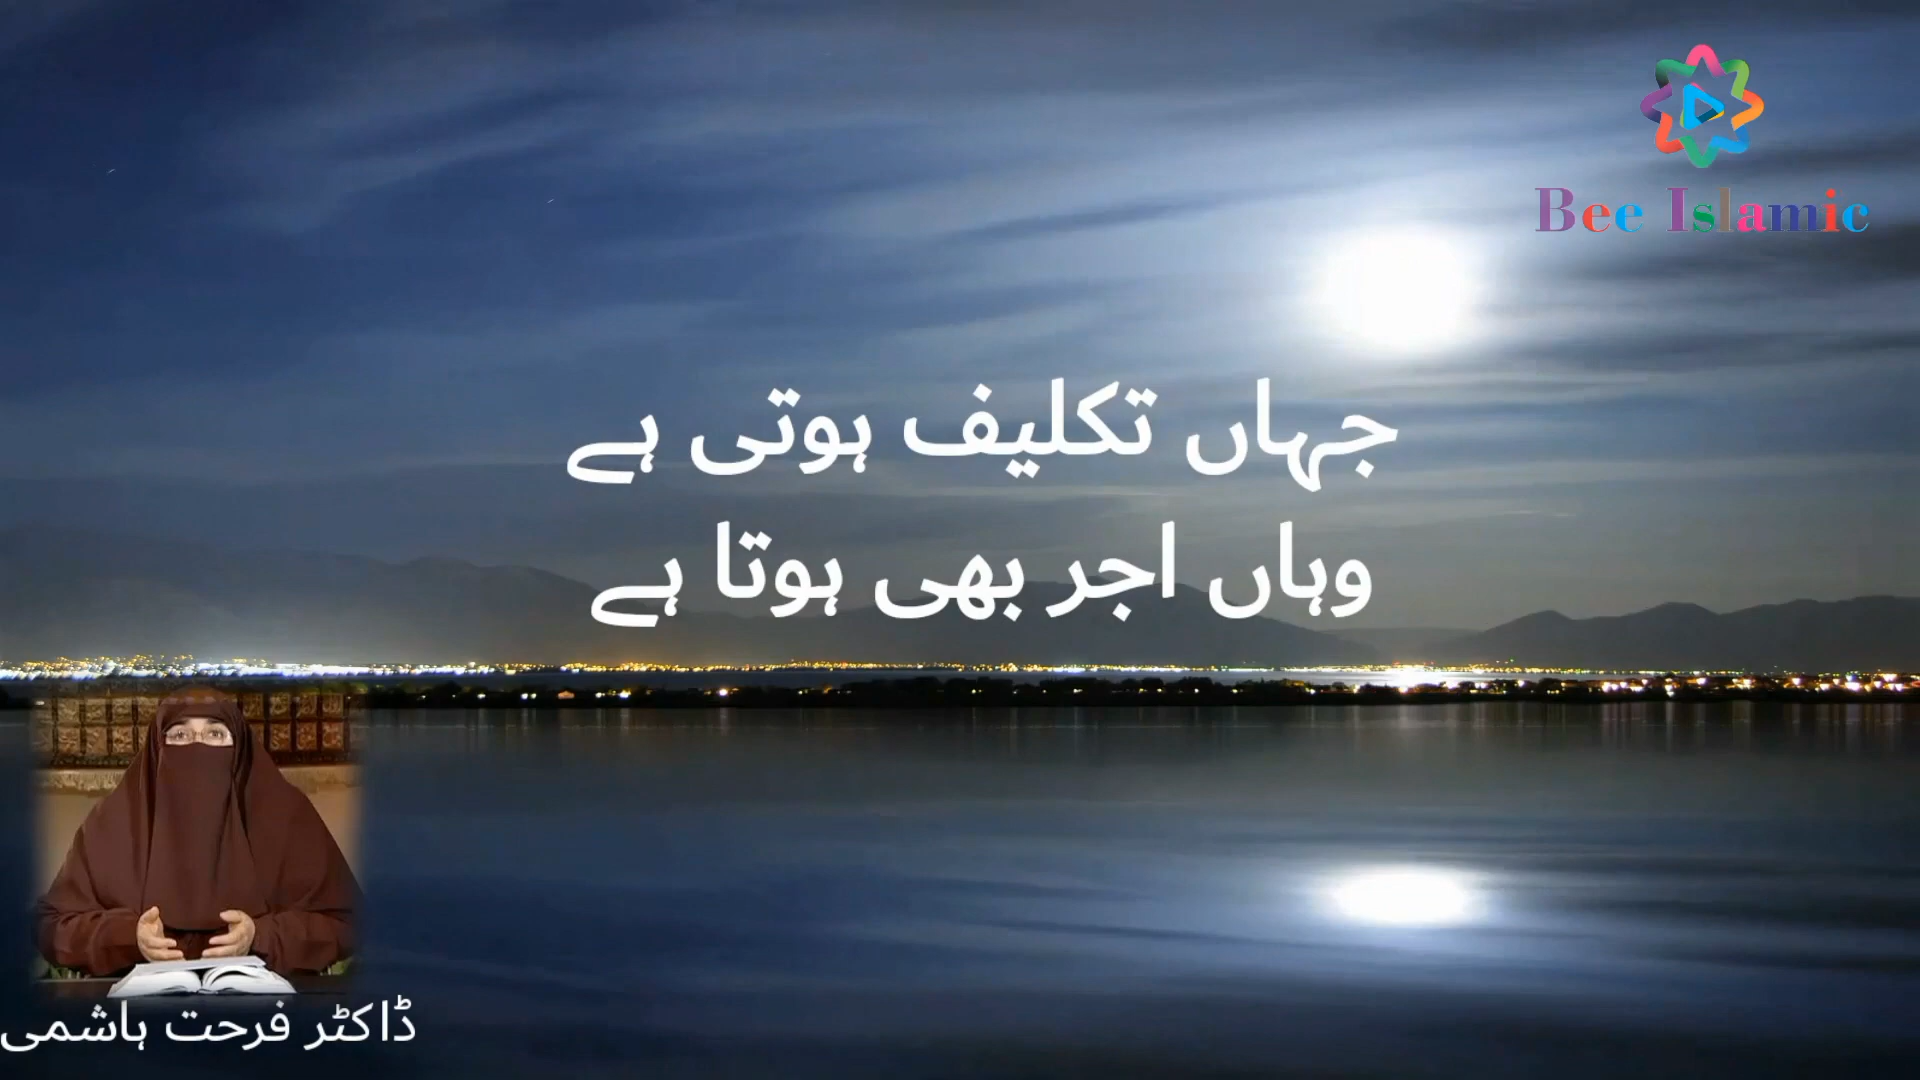 Bee Islamic
جہاں تکلیف ہوتی ہے
وہاں اجر بھی ہوتا ہے
ڈاکٹر فرحت ہاشمی